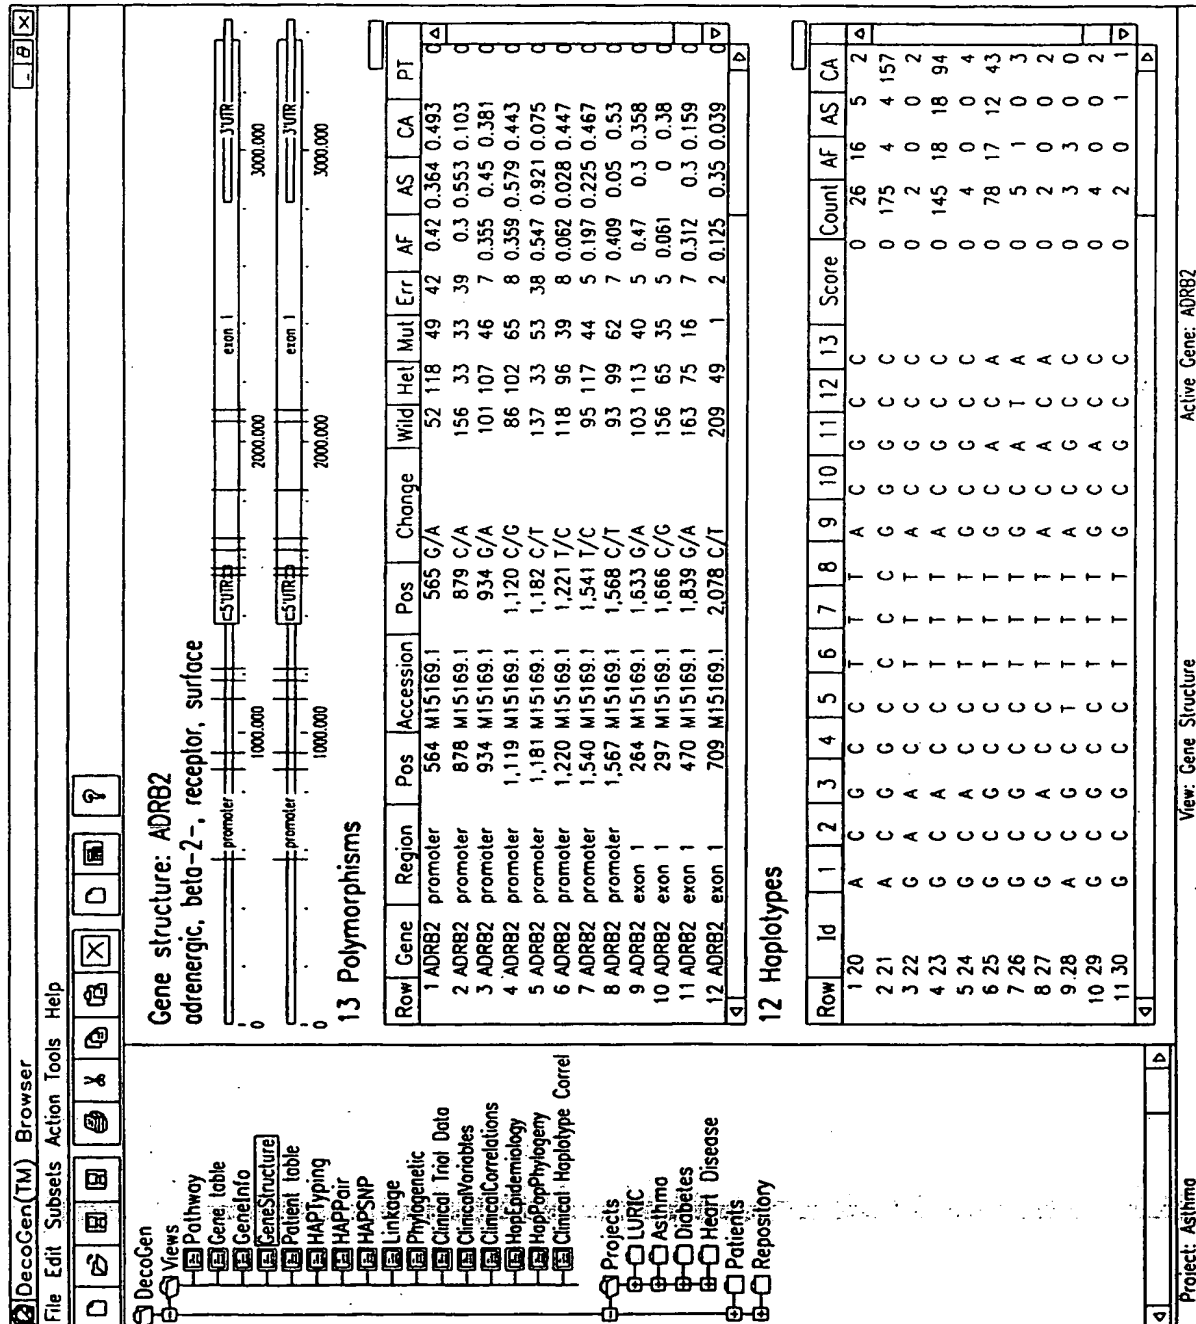 DecoGen(TM) Browser
File Edit Subsets Action Tools Help
DecoGen
Views
Pathway
Gene table
GeneInfo
GeneStructure
Patient table
HAPTyping
HAPPair
HAPSNP
Linkage
Phylogenetic
Clinical Trial Data
ClinicalVariables
ClinicalCorrelations
HapEpidemiology
HapPopPhylogeny
Clinical Haplotype Correl
Projects
LURIC
Asthma
Diabetes
Heart Disease
Patients
Repository
Gene structure: ADRB2
adrenergic, beta-2-, receptor, surface
promoter 5'UTR exon 1 3'UTR
0 1000.000 2000.000 3000.000
promoter 5'UTR exon 1 3'UTR
0 1000.000 2000.000 3000.000
13 Polymorphisms
Row Gene Region Pos Accession Pos Change Wild Het Mut Err AF AS CA PT
1 ADRB2 promoter 564 M15169.1 565 G/A 52 118 49 42 0.42 0.364 0.493 0
2 ADRB2 promoter 878 M15169.1 879 C/A 156 33 33 39 0.3 0.553 0.103 0
3 ADRB2 promoter 934 M15169.1 934 G/A 101 107 46 7 0.355 0.45 0.381 0
4 ADRB2 promoter 1,119 M15169.1 1,120 C/G 86 102 65 8 0.359 0.579 0.443 0
5 ADRB2 promoter 1,181 M15169.1 1,182 C/T 137 33 53 38 0.547 0.921 0.075 0
6 ADRB2 promoter 1,220 M15169.1 1,221 T/C 118 96 39 8 0.062 0.028 0.447 0
7 ADRB2 promoter 1,540 M15169.1 1,541 T/C 95 117 44 5 0.197 0.225 0.467 0
8 ADRB2 promoter 1,567 M15169.1 1,568 C/T 93 99 62 7 0.409 0.05 0.53 0
9 ADRB2 exon 1 264 M15169.1 1,633 G/A 103 113 40 5 0.47 0.3 0.358 0
10 ADRB2 exon 1 297 M15169.1 1,666 C/G 156 65 35 5 0.061 0 0.38 0
11 ADRB2 exon 1 470 M15169.1 1,839 G/A 163 75 16 7 0.312 0.3 0.159 0
12 ADRB2 exon 1 709 M15169.1 2,078 C/T 209 49 1 2 0.125 0.35 0.039 0
12 Haplotypes
Row Id 1 2 3 4 5 6 7 8 9 10 11 12 13 Score Count AF AS CA
1 20 A C G C C T T T A C G C C 0 26 16 5 2
2 21 A A G G C C C C G G G C C 0 175 4 4 157
3 22 G A A C C T T T A C G C C 0 2 0 0 2
4 23 G C A C C T T T A C G C C 0 145 18 18 94
5 24 G C A C C T T T G C G C C 0 4 0 0 4
6 25 G C G C C T T T G C A C A 0 78 17 12 43
7 26 G C G C C T T T G C A T A 0 5 1 0 3
8 27 G C A C C T T T A C A C A 0 2 0 0 2
9.28 A C G C T T T T A C G C C 0 3 3 0 0
10 29 G C G C C T T T G C A C C 0 4 0 0 2
11 30 G C C C C T T T G C G C C 0 2 0 1 1
Project: Asthma View: Gene Structure Active Gene: ADRB2